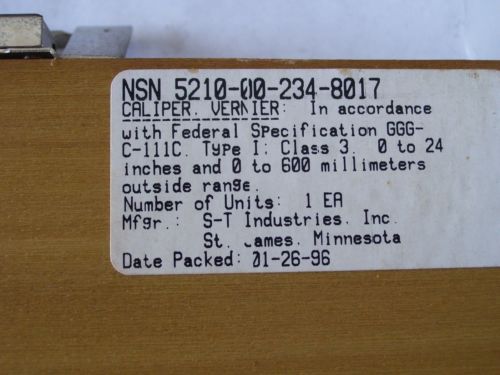 NSN 5210-00-234-8017
CALIPER, VERNIER: In accordance
with Federal Specification GGG-
C-111C. Type I: Class 3. 0 to 24
inches and 0 to 600 millimeters
outside range.
Number of Units: 1 EA
Mfgr.: S-T Industries, Inc.
St. James, Minnesota
Date Packed: 01-26-96